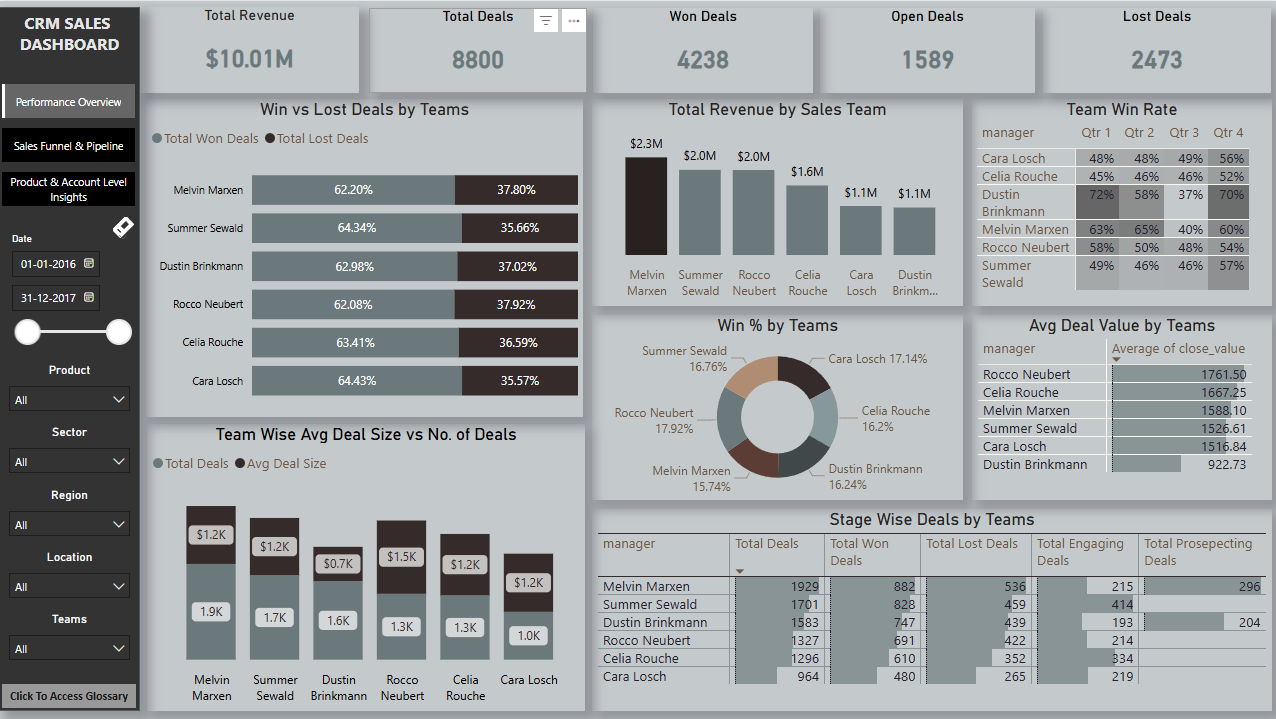 CRM SALES
DASHBOARD
Performance Overview
Sales Funnel & Pipeline
Product & Account Level
Insights
Date
01-01-2016
31-12-2017
Product
All
Sector
All
Region
All
Location
All
Teams
All
Click To Access Glossary
Total Revenue
$10.01M
Total Deals
8800
Won Deals
4238
Open Deals
1589
Lost Deals
2473
Win vs Lost Deals by Teams
Total Won Deals Total Lost Deals
Melvin Marxen 62.20% 37.80%
Summer Sewald 64.34% 35.66%
Dustin Brinkmann 62.98% 37.02%
Rocco Neubert 62.08% 37.92%
Celia Rouche 63.41% 36.59%
Cara Losch 64.43% 35.57%
Total Revenue by Sales Team
$2.3M $2.0M $2.0M $1.6M $1.1M $1.1M
Melvin Summer Rocco Celia Cara Dustin
Marxen Sewald Neubert Rouche Losch Brinkm...
Team Win Rate
manager Qtr 1 Qtr 2 Qtr 3 Qtr 4
Cara Losch 48% 48% 49% 56%
Celia Rouche 45% 46% 46% 52%
Dustin 72% 58% 37% 70%
Brinkmann
Melvin Marxen 63% 65% 40% 60%
Rocco Neubert 58% 50% 48% 54%
Summer 49% 46% 46% 57%
Sewald
Win % by Teams
Summer Sewald
16.76%
Cara Losch 17.14%
Rocco Neubert
17.92%
Celia Rouche
16.2%
Melvin Marxen
15.74%
Dustin Brinkmann
16.24%
Avg Deal Value by Teams
manager Average of close_value
Rocco Neubert 1761.50
Celia Rouche 1667.25
Melvin Marxen 1588.10
Summer Sewald 1526.61
Cara Losch 1516.84
Dustin Brinkmann 922.73
Team Wise Avg Deal Size vs No. of Deals
Total Deals Avg Deal Size
$1.2K $1.2K $0.7K $1.5K $1.2K $1.2K
1.9K 1.7K 1.6K 1.3K 1.3K 1.0K
Melvin Summer Dustin Rocco Celia Cara Losch
Marxen Sewald Brinkmann Neubert Rouche
Stage Wise Deals by Teams
manager Total Deals Total Won Total Lost Deals Total Engaging Total Prosepecting
Deals Deals Deals
Melvin Marxen 1929 882 536 215 296
Summer Sewald 1701 828 459 414
Dustin Brinkmann 1583 747 439 193 204
Rocco Neubert 1327 691 422 214
Celia Rouche 1296 610 352 334
Cara Losch 964 480 265 219